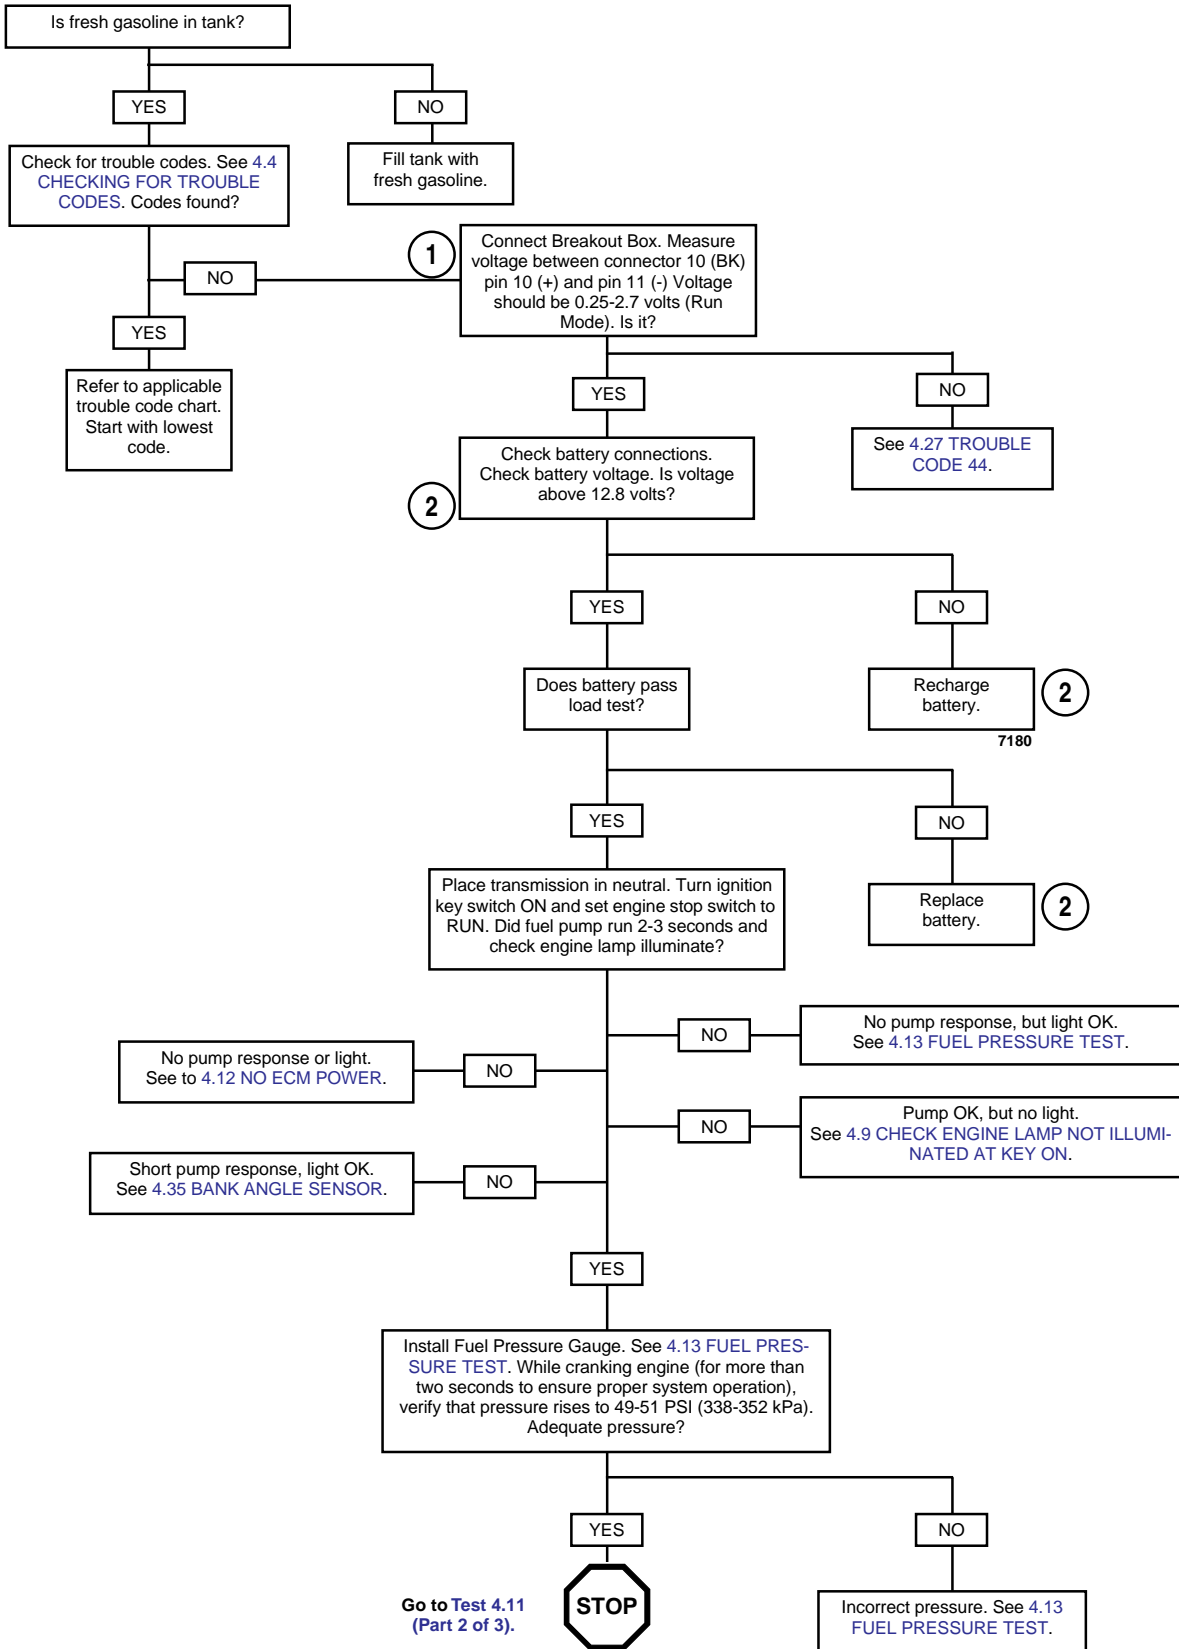 Is fresh gasoline in tank?
YES
NO
Check for trouble codes. See 4.4
CHECKING FOR TROUBLE
CODES. Codes found?
Fill tank with
fresh gasoline.
1
Connect Breakout Box. Measure
voltage between connector 10 (BK)
pin 10 (+) and pin 11 (-) Voltage
should be 0.25-2.7 volts (Run
Mode). Is it?
NO
YES
Refer to applicable
trouble code chart.
Start with lowest
code.
YES
NO
See 4.27 TROUBLE
CODE 44.
2
Check battery connections.
Check battery voltage. Is voltage
above 12.8 volts?
YES
NO
Does battery pass
load test?
Recharge
battery.
2
7180
YES
NO
Place transmission in neutral. Turn ignition
key switch ON and set engine stop switch to
RUN. Did fuel pump run 2-3 seconds and
check engine lamp illuminate?
Replace
battery.
2
NO
No pump response, but light OK.
See 4.13 FUEL PRESSURE TEST.
No pump response or light.
See to 4.12 NO ECM POWER.
NO
NO
Pump OK, but no light.
See 4.9 CHECK ENGINE LAMP NOT ILLUMI-
NATED AT KEY ON.
Short pump response, light OK.
See 4.35 BANK ANGLE SENSOR.
NO
YES
Install Fuel Pressure Gauge. See 4.13 FUEL PRES-
SURE TEST. While cranking engine (for more than
two seconds to ensure proper system operation),
verify that pressure rises to 49-51 PSI (338-352 kPa).
Adequate pressure?
YES
NO
Go to Test 4.11
(Part 2 of 3).
STOP
Incorrect pressure. See 4.13
FUEL PRESSURE TEST.